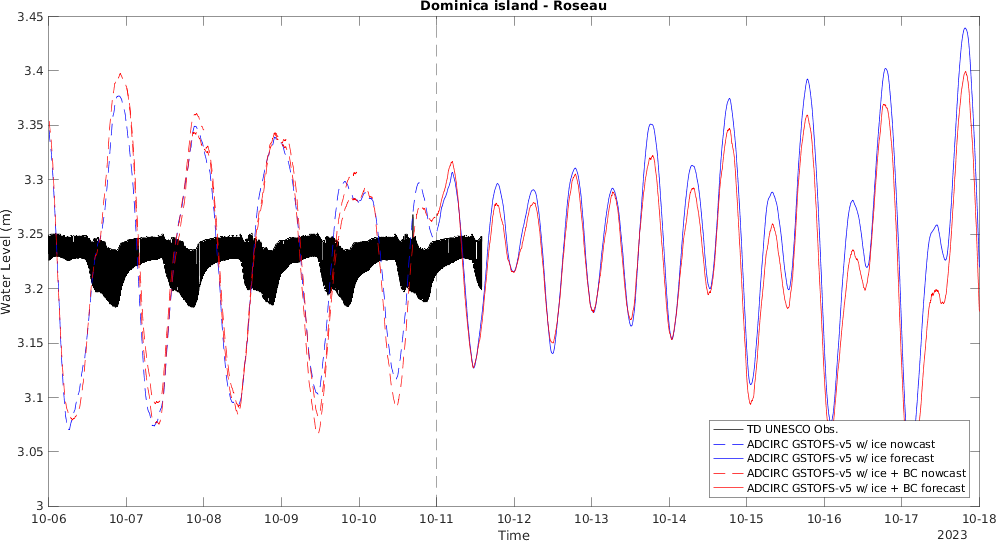 Dominica island - Roseau
Water Level (m)
3.45
3.4
3.35
3.3
3.25
3.2
3.15
3.1
3.05
3
10-06 10-07 10-08 10-09 10-10 10-11 10-12 10-13 10-14 10-15 10-16 10-17 10-18
Time
2023
TD UNESCO Obs.
ADCIRC GSTOFS-v5 w/ ice nowcast
ADCIRC GSTOFS-v5 w/ ice forecast
ADCIRC GSTOFS-v5 w/ ice + BC nowcast
ADCIRC GSTOFS-v5 w/ ice + BC forecast